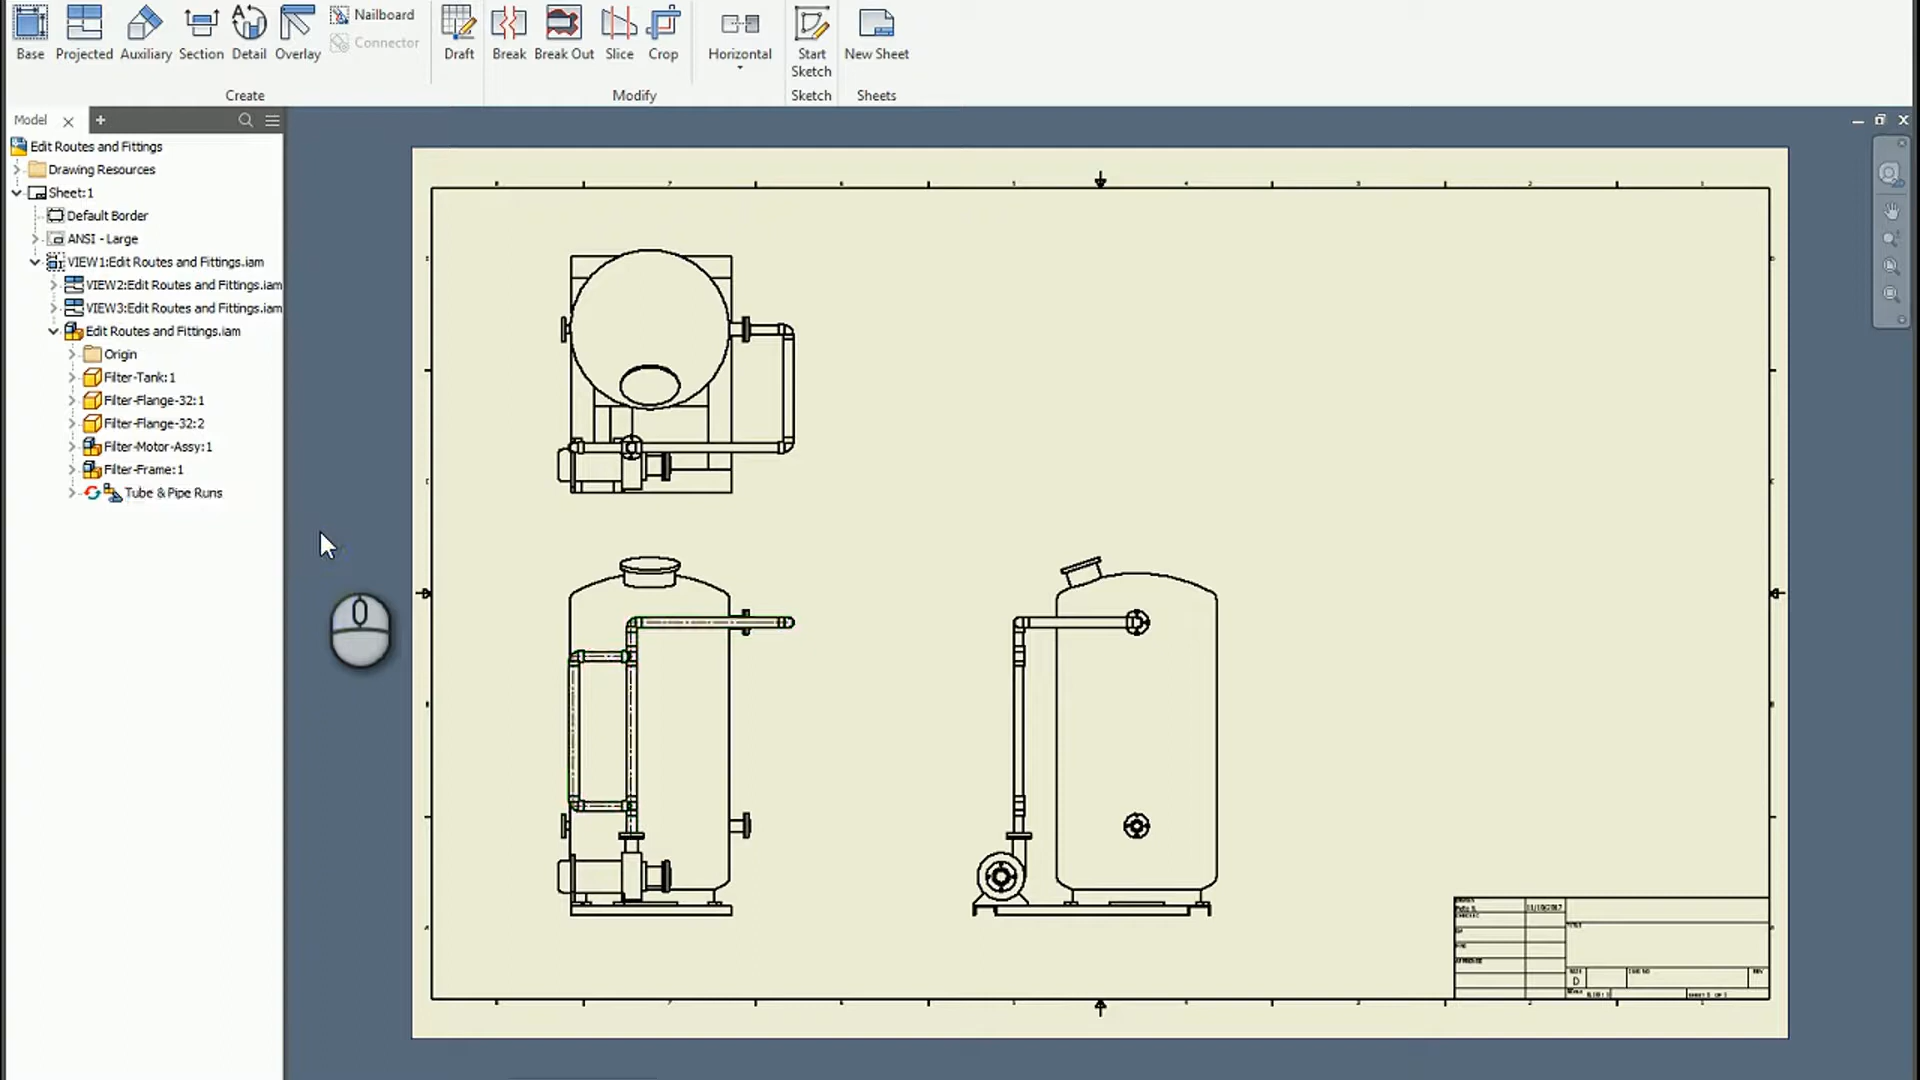 Base
Projected
Auxiliary
Section
Detail
Overlay
Nailboard
Connector
Draft
Break
Break Out
Slice
Crop
Horizontal
Start
Sketch
New Sheet
Create
Modify
Sketch
Sheets
Model
Edit Routes and Fittings
Drawing Resources
Sheet:1
Default Border
ANSI - Large
VIEW1:Edit Routes and Fittings.iam
VIEW2:Edit Routes and Fittings.iam
VIEW3:Edit Routes and Fittings.iam
Edit Routes and Fittings.iam
Origin
Filter-Tank:1
Filter-Flange-32:1
Filter-Flange-32:2
Filter-Motor-Assy:1
Filter-Frame:1
Tube & Pipe Runs
D